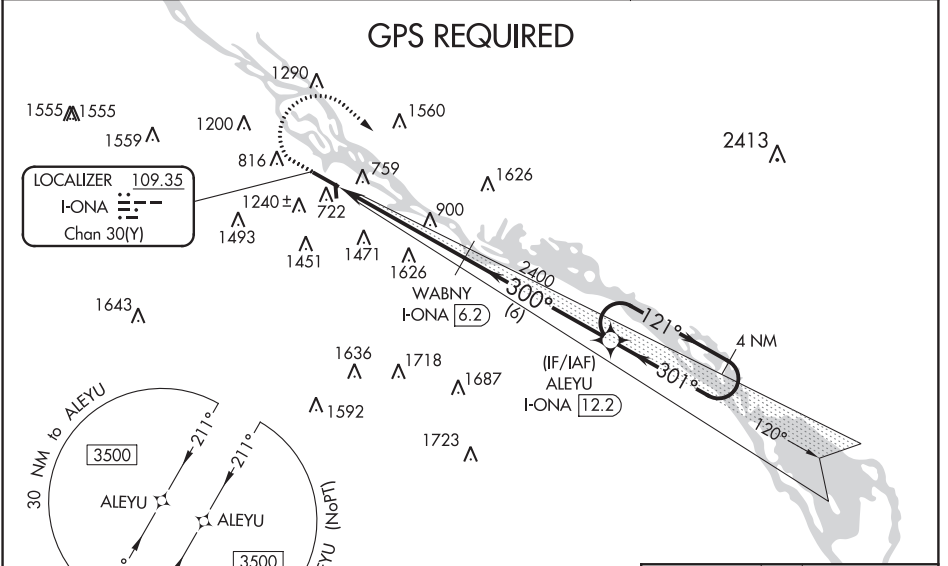 GPS REQUIRED
1290
1555
1555
1560
1559
1200
2413
816
759
LOCALIZER 109.35
I-ONA
Chan 30(Y)
1626
1240 ±
722
900
1493
1451
1471
1626
2400
WABNY
I-ONA 6.2
300°
(6)
1643
121°
4 NM
(IF/IAF)
ALEYU
I-ONA 12.2
301°
1636
1718
1687
1592
120°
1723
30 NM to ALEYU
3500
211°
211°
ALEYU
ALEYU
(NoPT)
3500